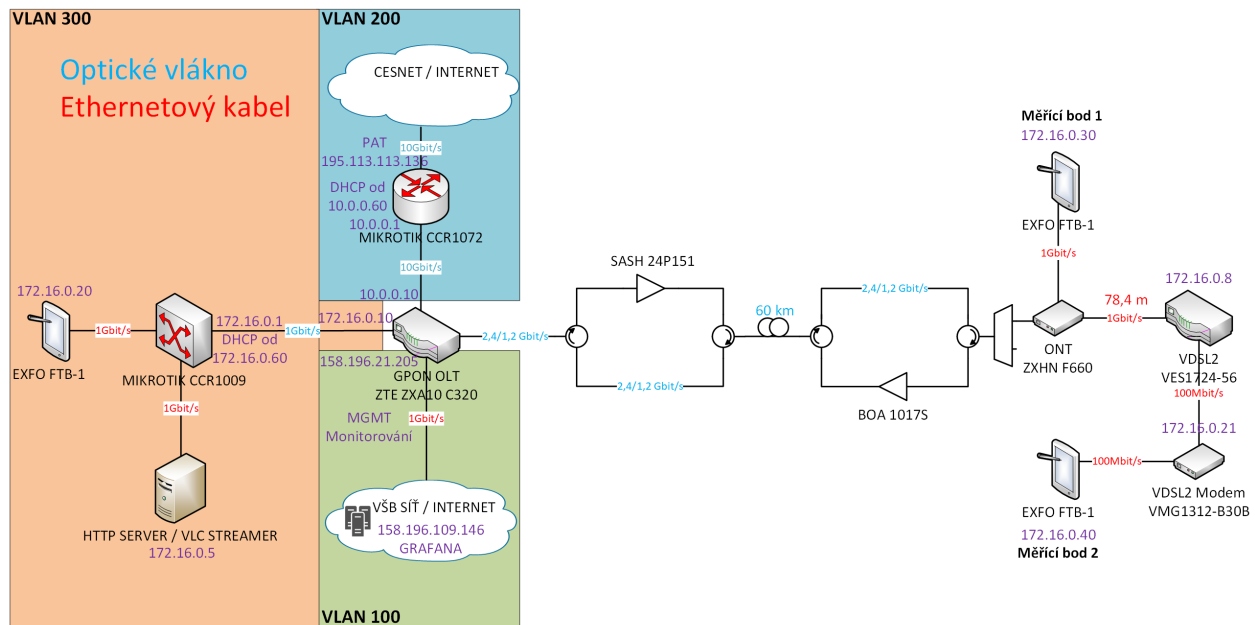 VLAN 300
VLAN 200
Optické vlákno
Ethernetový kabel
CESNET / INTERNET
10Gbit/s
PAT
195.113.113.136
DHCP od
10.0.0.60
10.0.0.1
MIKROTIK CCR1072
10Gbit/s
10.0.0.10
172.16.0.20
EXFO FTB-1
1Gbit/s
MIKROTIK CCR1009
172.16.0.1
DHCP od
172.16.0.60
1Gbit/s
172.16.0.10
158.196.21.205
GPON OLT
ZTE ZXA10 C320
1Gbit/s
HTTP SERVER / VLC STREAMER
172.16.0.5
MGMT
Monitorování
1Gbit/s
VŠB SÍŤ / INTERNET
158.196.109.146
GRAFANA
VLAN 100
2,4/1,2 Gbit/s
SASH 24P151
2,4/1,2 Gbit/s
60 km
2,4/1,2 Gbit/s
BOA 1017S
Měřící bod 1
172.16.0.30
EXFO FTB-1
1Gbit/s
ONT
ZXHN F660
78,4 m
1Gbit/s
172.16.0.8
VDSL2
VES1724-56
100Mbit/s
172.16.0.21
VDSL2 Modem
VMG1312-B30B
100Mbit/s
EXFO FTB-1
172.16.0.40
Měřící bod 2